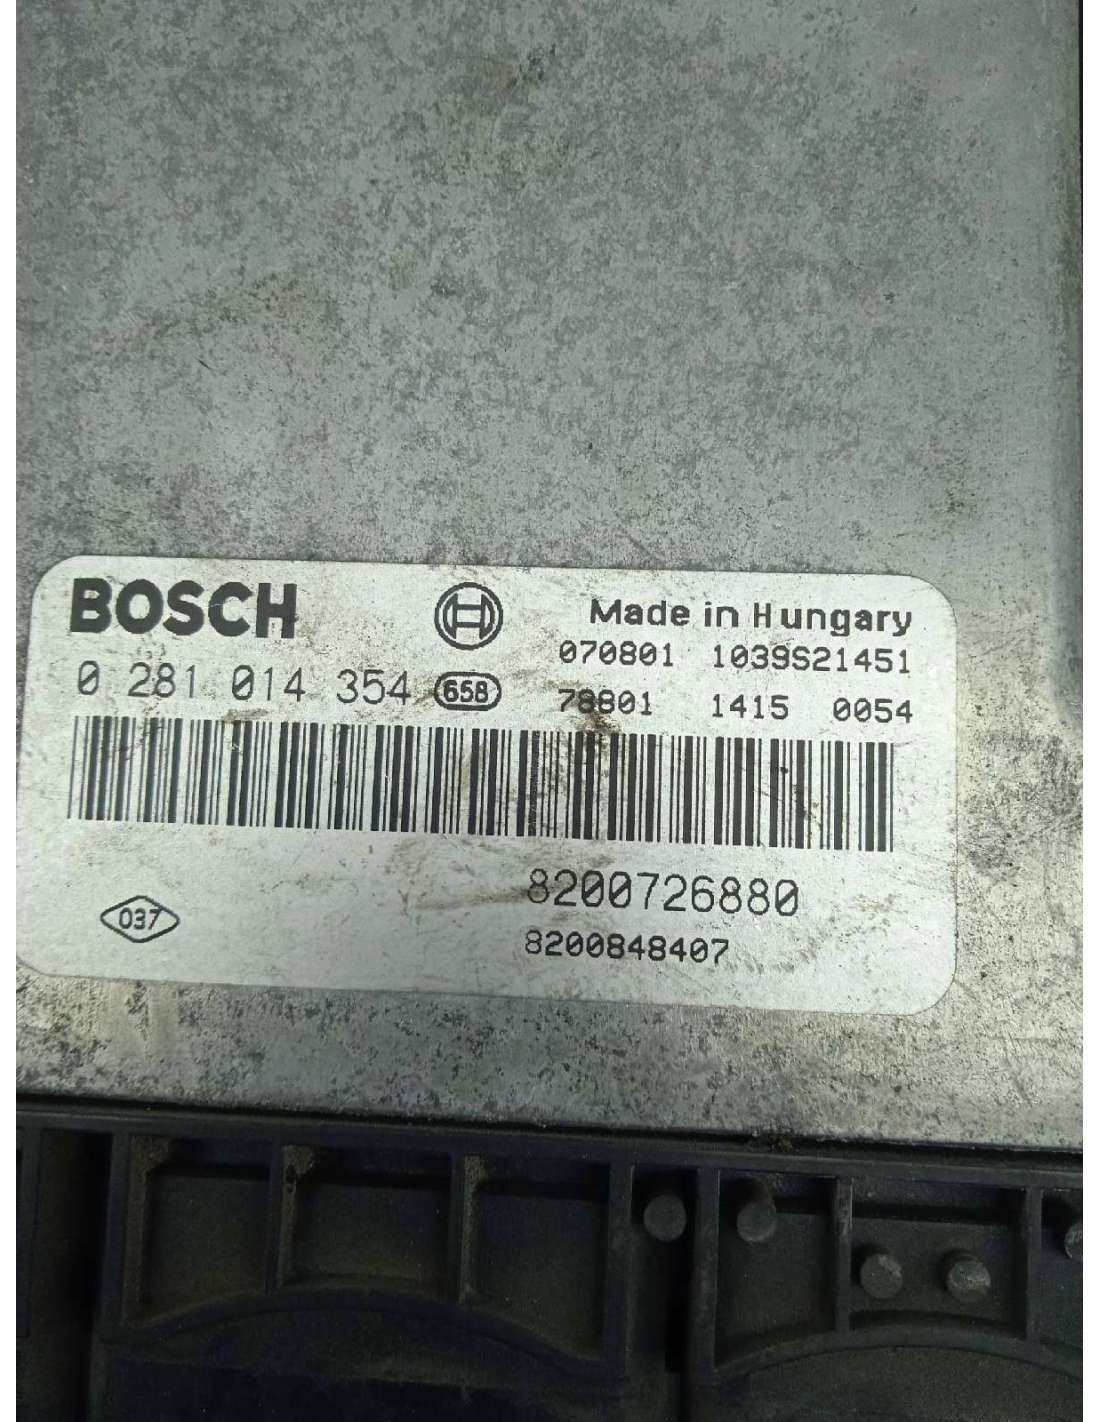 BOSCH
Made in Hungary
070801 1039S21451
0 281 014 354 658
78801 1415 0054
8200726880
037
8200848407